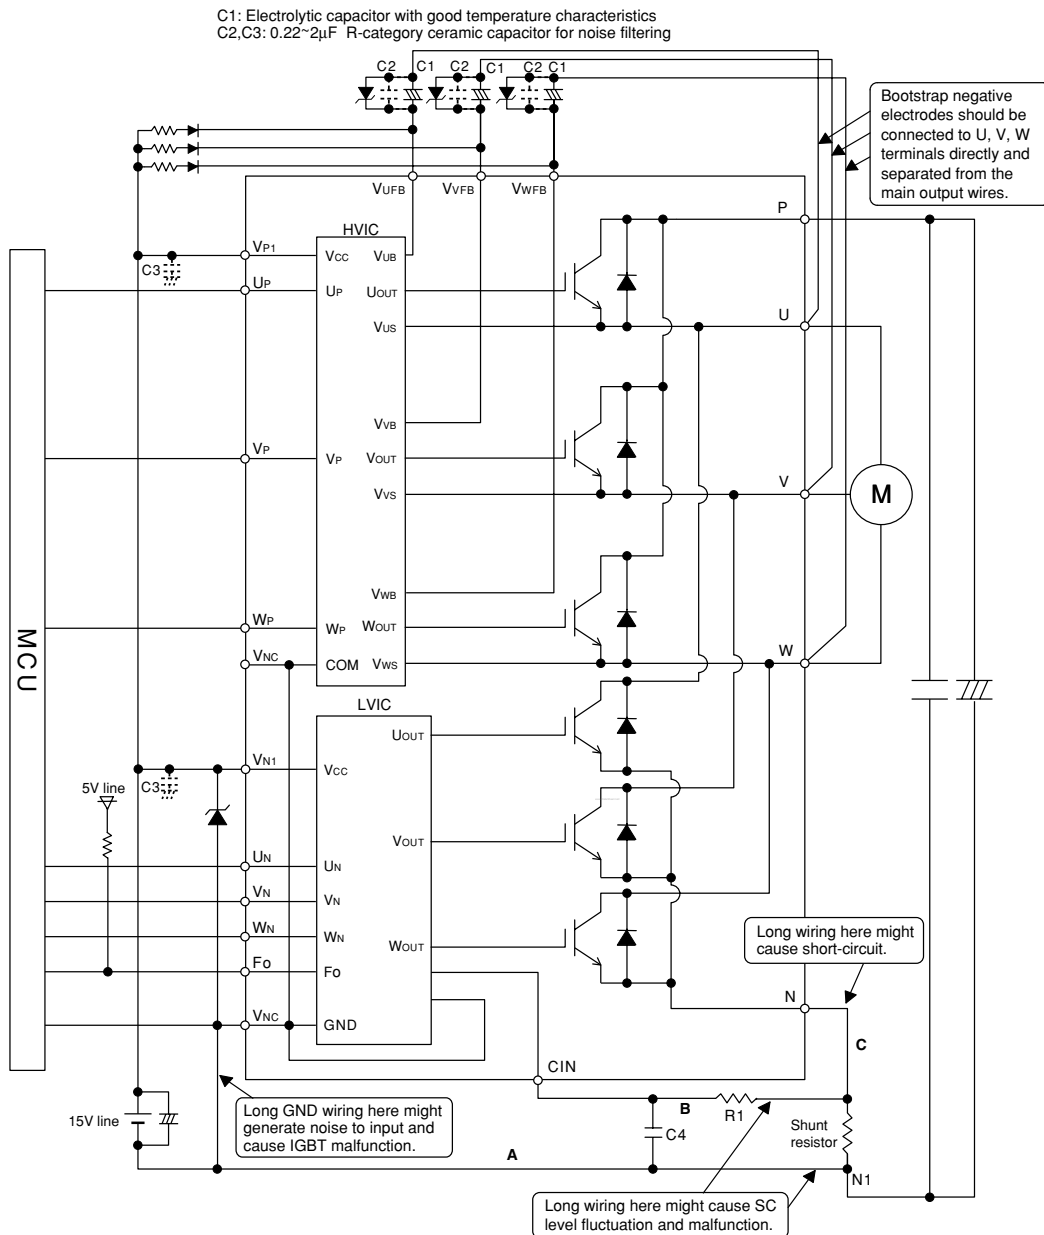 C1: Electrolytic capacitor with good temperature characteristics
C2,C3: 0.22~2μF R-category ceramic capacitor for noise filtering
C2 C1 C2 C1 C2 C1
Bootstrap negative
electrodes should be
connected to U, V, W
terminals directly and
separated from the
main output wires.
VUFB VVFB VWFB
P
HVIC
VP1 VCC VUB
C3
UP UP UOUT
VUS U
VVB
VP VP VOUT
VVS V
M
VWB
WP WP WOUT
VNC COM VWS W
MCU
LVIC
UOUT
VN1 VCC
C3
5V line
VOUT
UN UN
VN VN
WN WN WOUT
Long wiring here might
cause short-circuit.
FO FO
N
VNC GND
C
CIN
15V line
Long GND wiring here might
generate noise to input and
cause IGBT malfunction.
B
R1
C4
Shunt
resistor
A
N1
Long wiring here might cause SC
level fluctuation and malfunction.